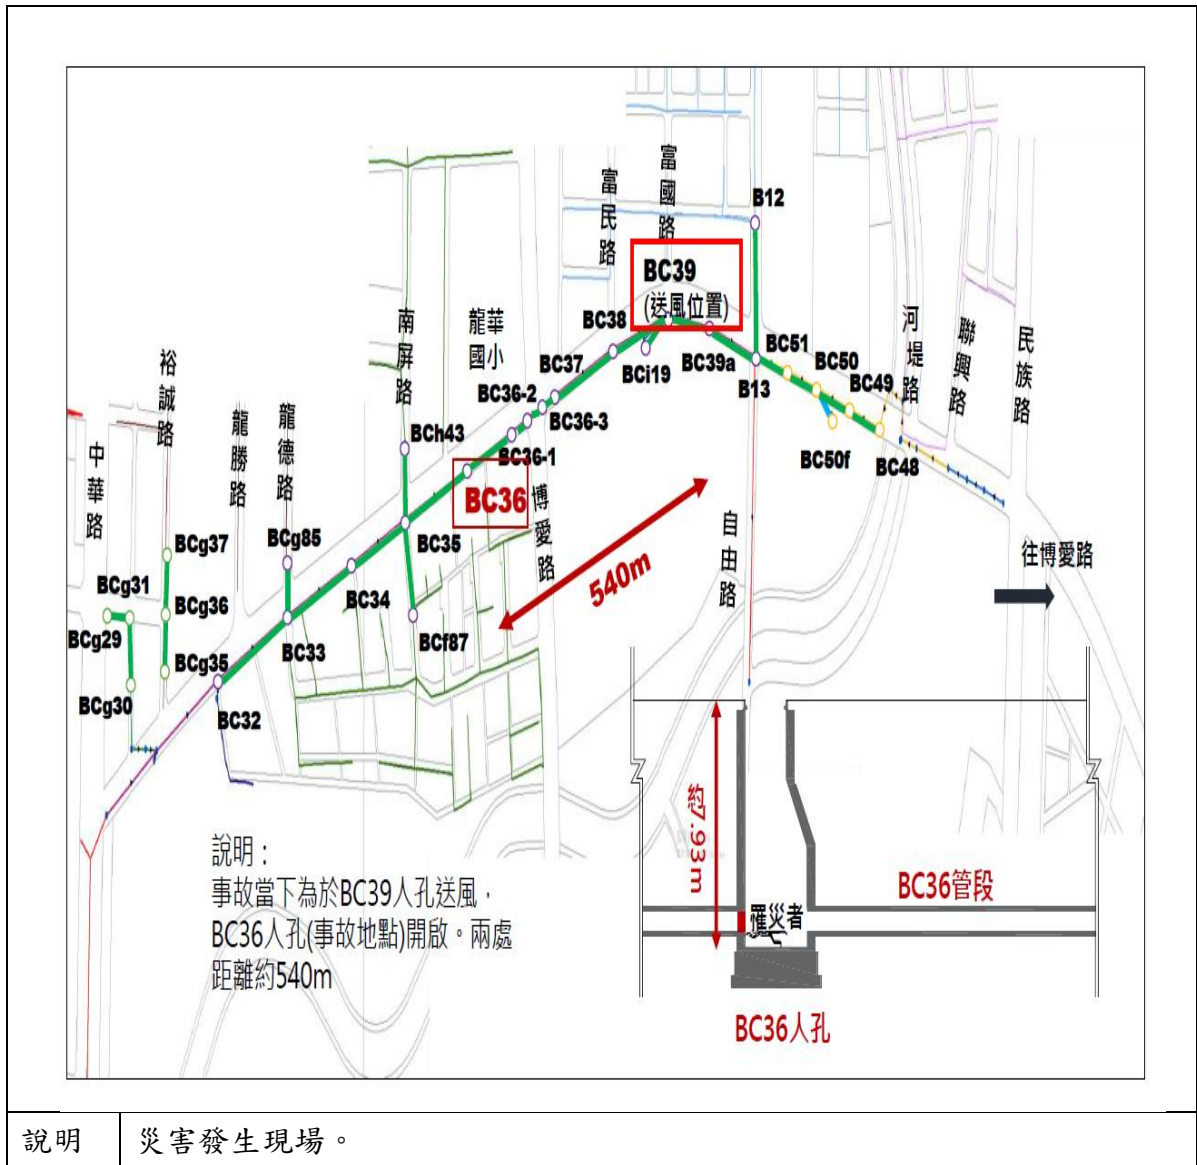 富國路
富民路
B12
BC39
(送風位置)
南屏路
龍華
國小
BC38
BC37
BCi19
BC39a
B13
BC51
BC50
BC49
河堤路
聯興路
民族路
裕誠路
龍勝路
龍德路
中華路
BCh43
BC36-2
BC36-3
BC36-1
BC36
博愛路
BC50f
BC48
540m
自由路
往博愛路
BCg37
BCg85
BC35
BCg31
BCg36
BC34
BCg29
BCf87
BCg35
BC33
BCg30
BC32
約7.93m
BC36管段
罹災者
BC36人孔
說明：
事故當下為於BC39人孔送風，
BC36人孔(事故地點)開啟。兩處
距離約540m
說明 災害發生現場。